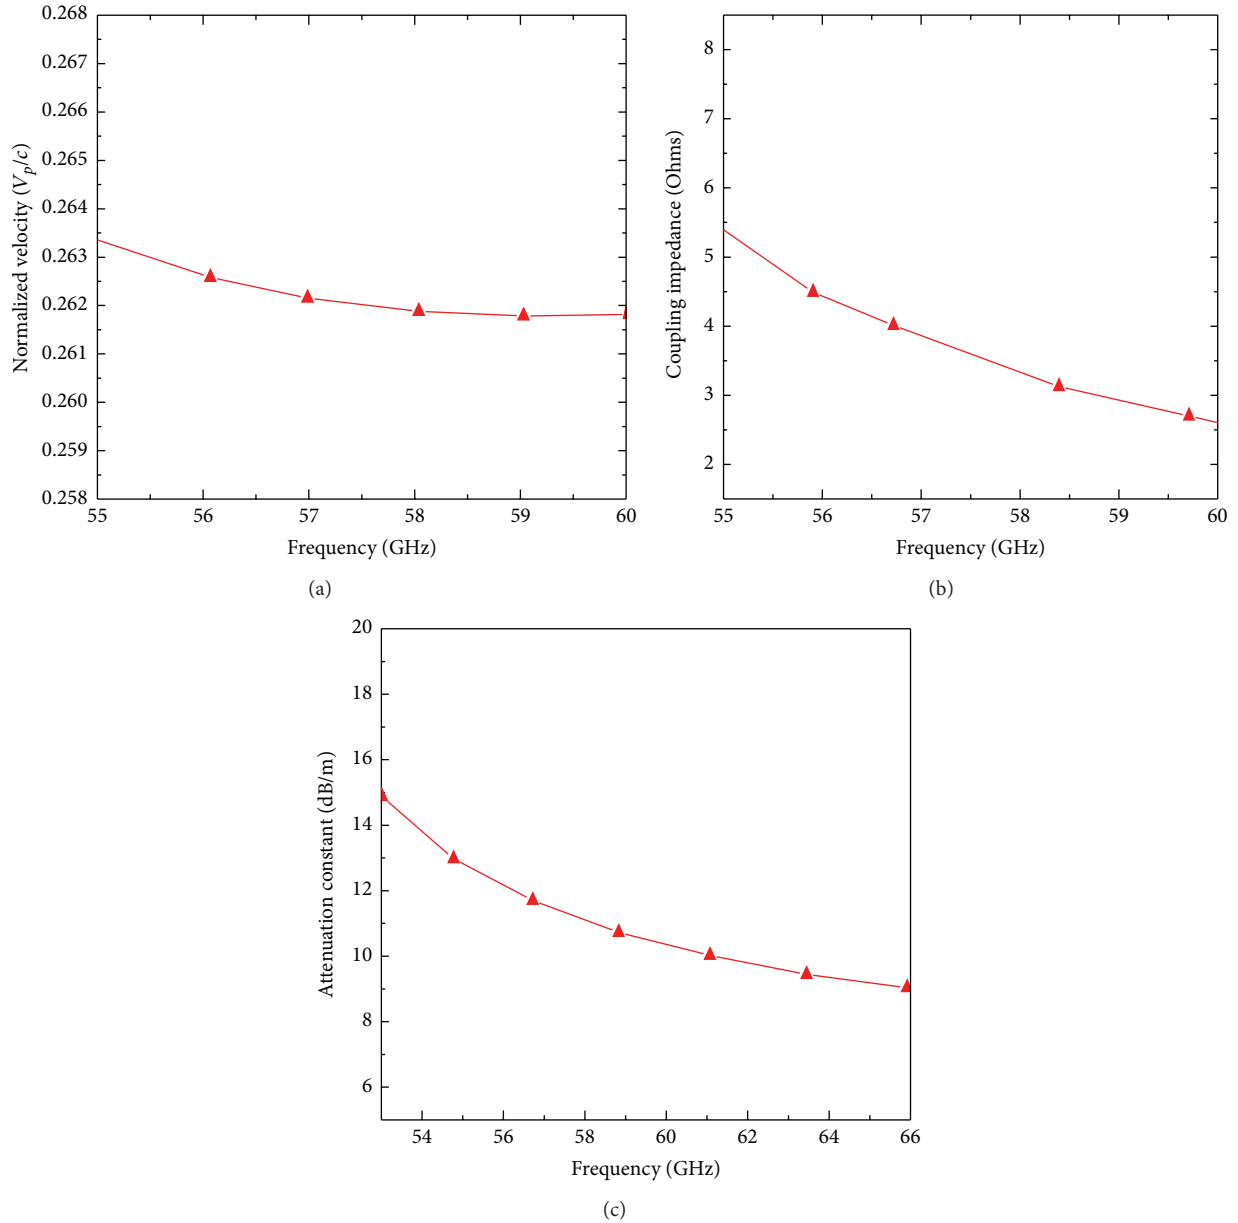 0.268
0.267
0.266
0.265
0.264
0.263
0.262
0.261
0.260
0.259
0.258
Normalized velocity (Vp/c)
55 56 57 58 59 60
Frequency (GHz)
(a)
8
7
6
5
4
3
2
Coupling impedance (Ohms)
55 56 57 58 59 60
Frequency (GHz)
(b)
20
18
16
14
12
10
8
6
Attenuation constant (dB/m)
54 56 58 60 62 64 66
Frequency (GHz)
(c)